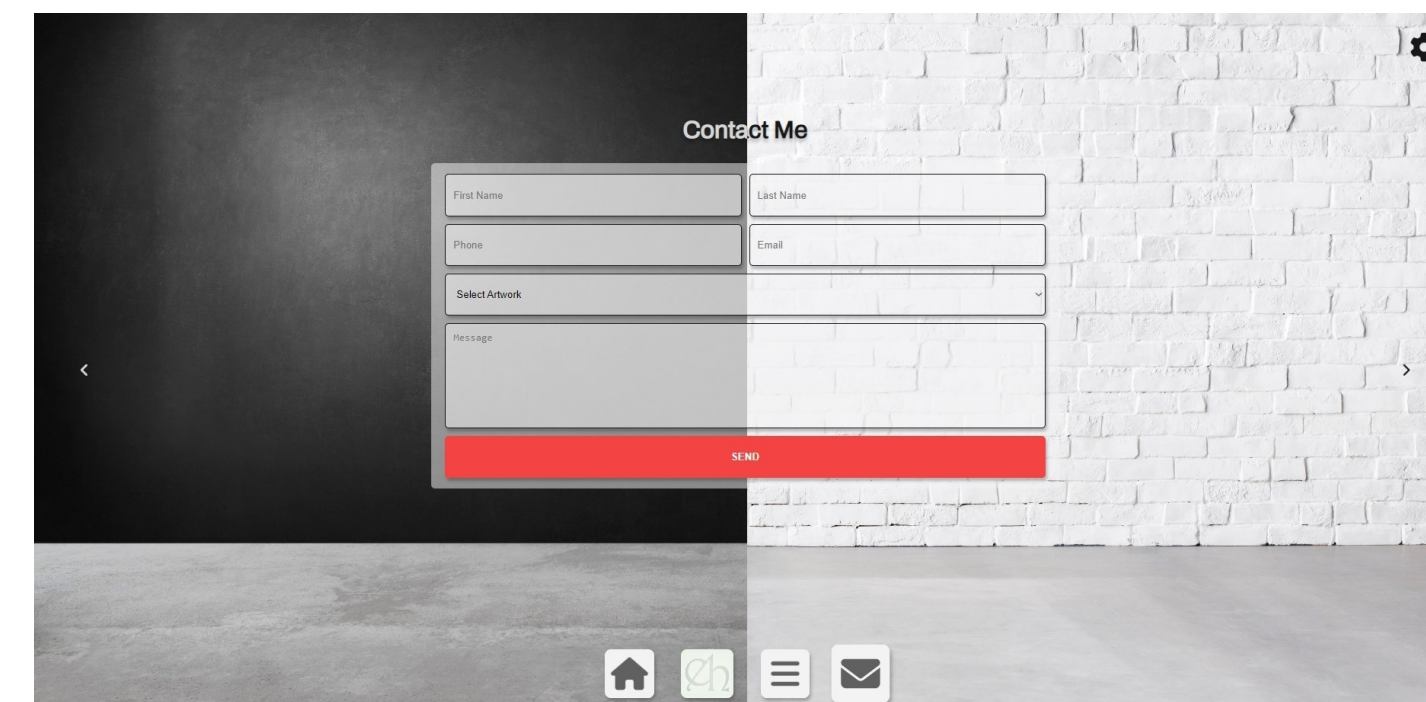 Contact Me
First Name
Last Name
Phone
Email
Select Artwork
Message
SEND